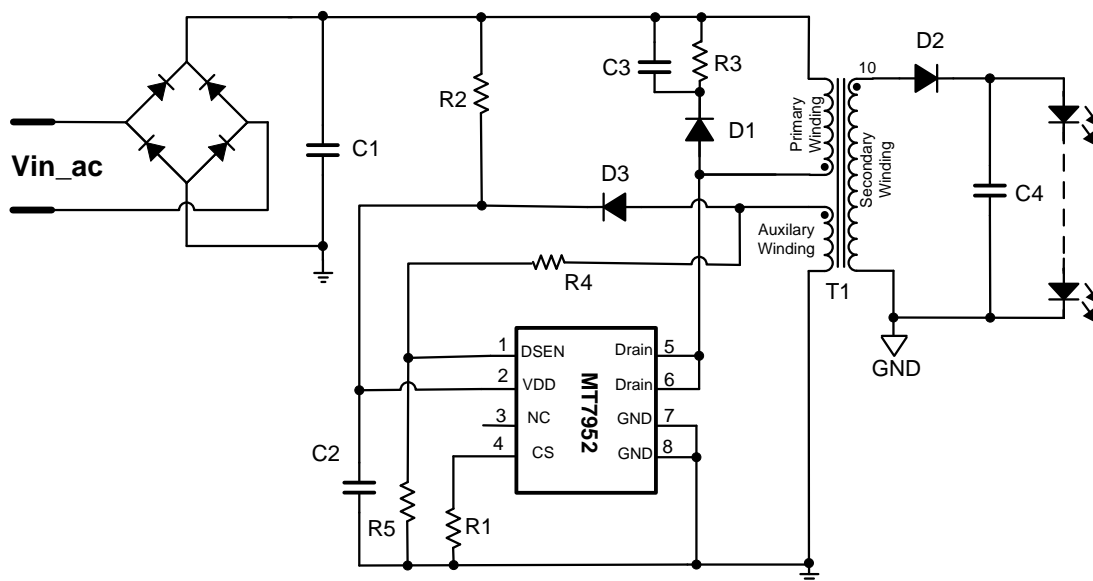 Vin_ac
C1
R2
C3
R3
D1
D3
Primary
Winding
10
D2
Secondary
Winding
Auxilary
Winding
T1
C4
GND
R4
1
DSEN
2
VDD
3
NC
4
CS
MT7952
Drain
5
Drain
6
GND
7
GND
8
C2
R5
R1